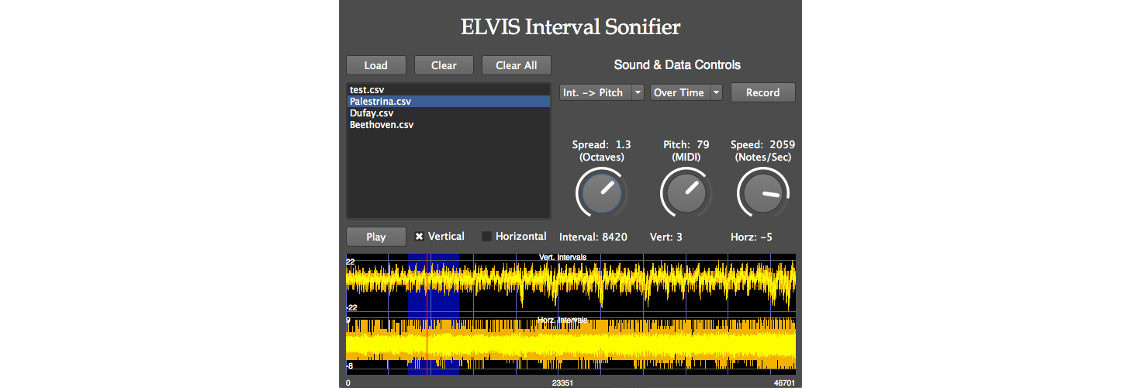 ELVIS Interval Sonifier
Load Clear Clear All Sound & Data Controls
test.csv
Palestrina.csv
Dufay.csv
Beethoven.csv
Int. -> Pitch Over Time Record
Spread: 1.3 Pitch: 79 Speed: 2059
(Octaves) (MIDI) (Notes/Sec)
Play Vertical Horizontal Interval: 8420 Vert: 3 Horz: -5
Vert. Intervals
22
-22
Horz. Intervals
9
-8
0 23351 46701